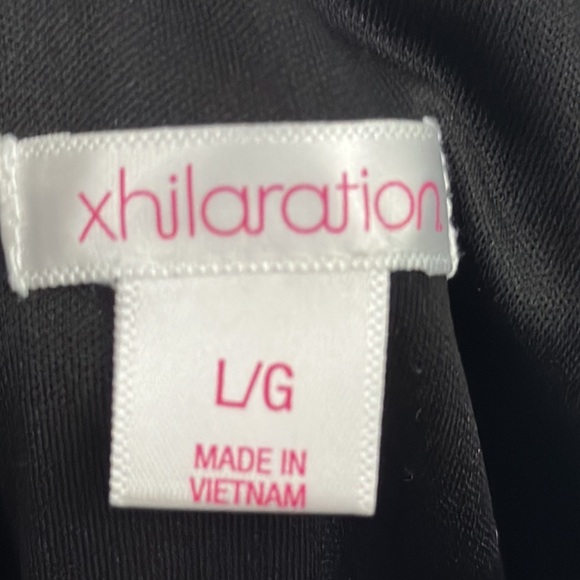 xhilaration
L/G
MADE IN
VIETNAM